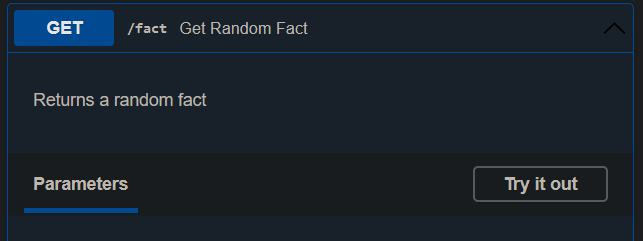 GET /fact Get Random Fact
Returns a random fact
Parameters Try it out